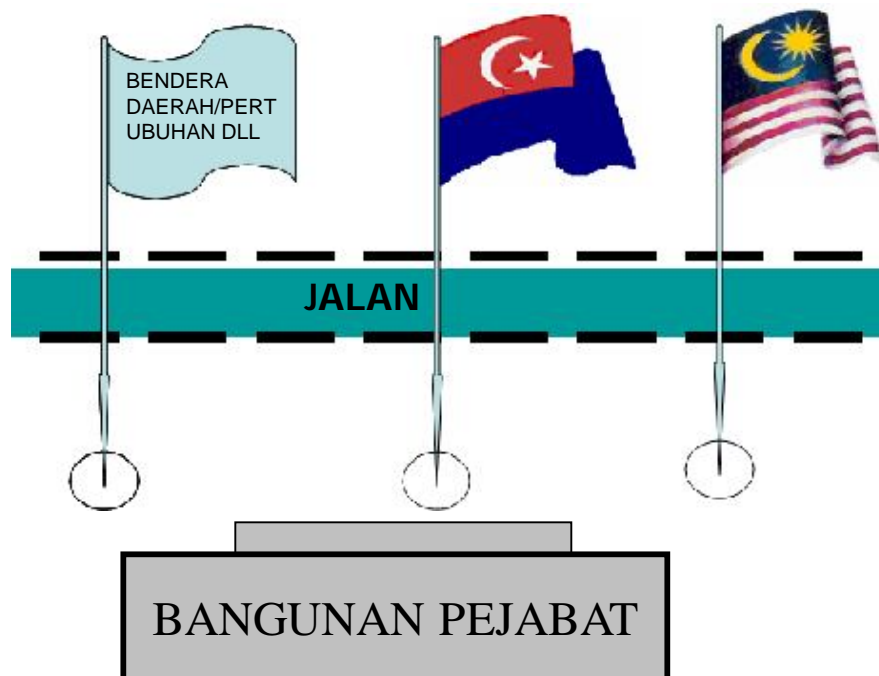 BENDERA
DAERAH/PERT
UBUHAN DLL
JALAN
BANGUNAN PEJABAT